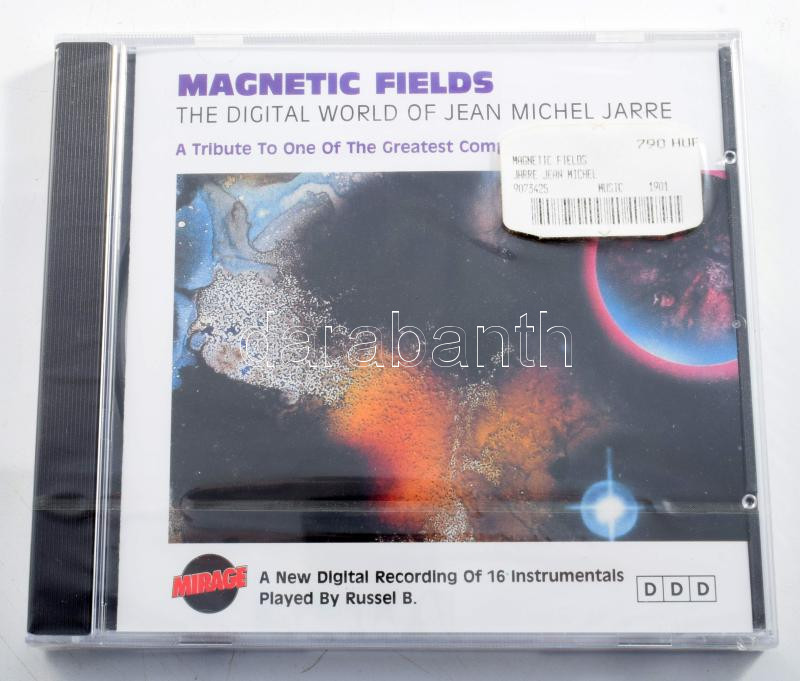 MAGNETIC FIELDS
THE DIGITAL WORLD OF JEAN MICHEL JARRE
A Tribute To One Of The Greatest Comp
790 HUF
MAGNETIC FIELDS
JARRE JEAN MICHEL
9073425 MUSIC 1901
darabanth
MIRAGE
A New Digital Recording Of 16 Instrumentals
Played By Russel B.
D D D